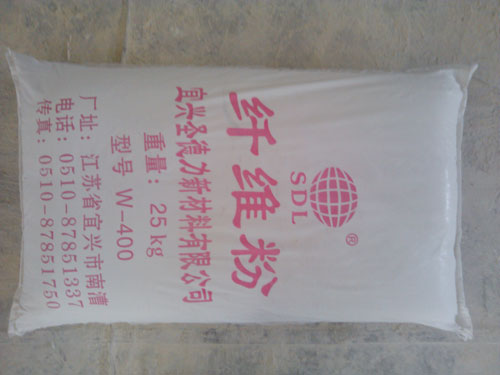 ®
SDL
纤维粉
宜兴圣德力新材料有限公司
重量：25kg
型号 W-400
厂址：江苏省宜兴市南漕
电话：0510-87851337
传真：0510-87851750